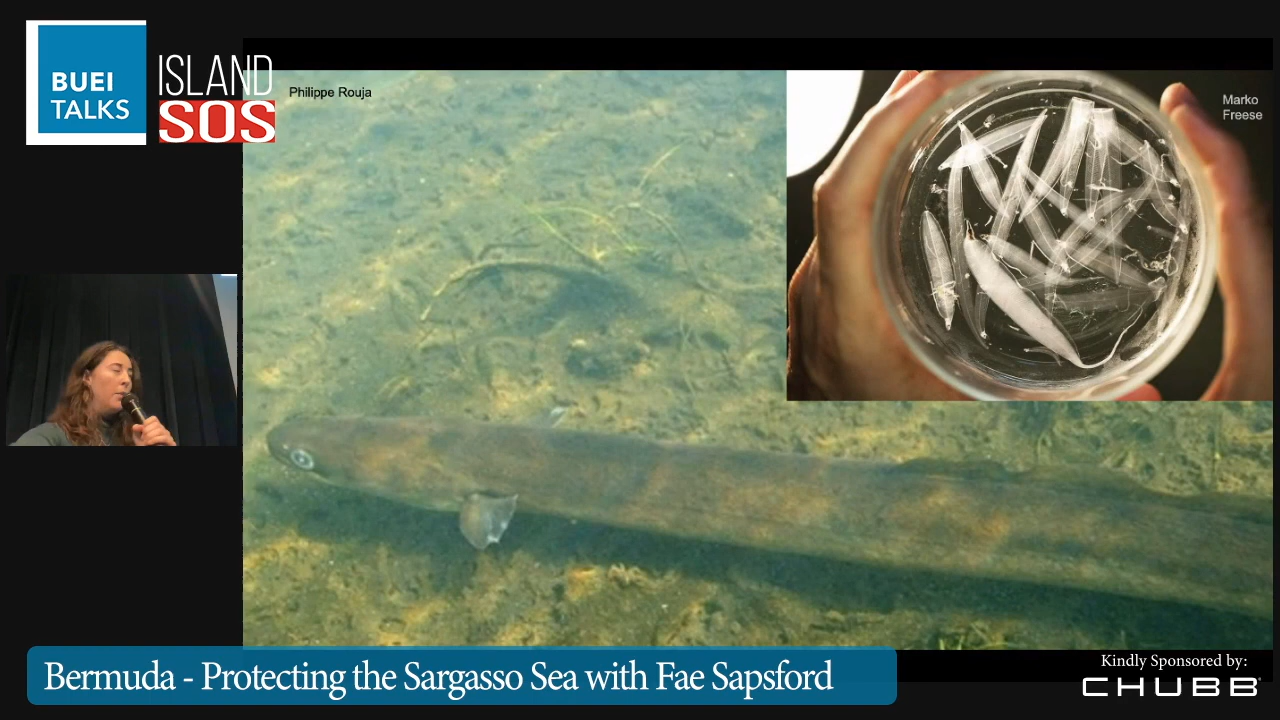 BUEI
TALKS
ISLAND
SOS
Philippe Rouja
Marko
Freese
Bermuda - Protecting the Sargasso Sea with Fae Sapsford
Kindly Sponsored by:
CHUBB